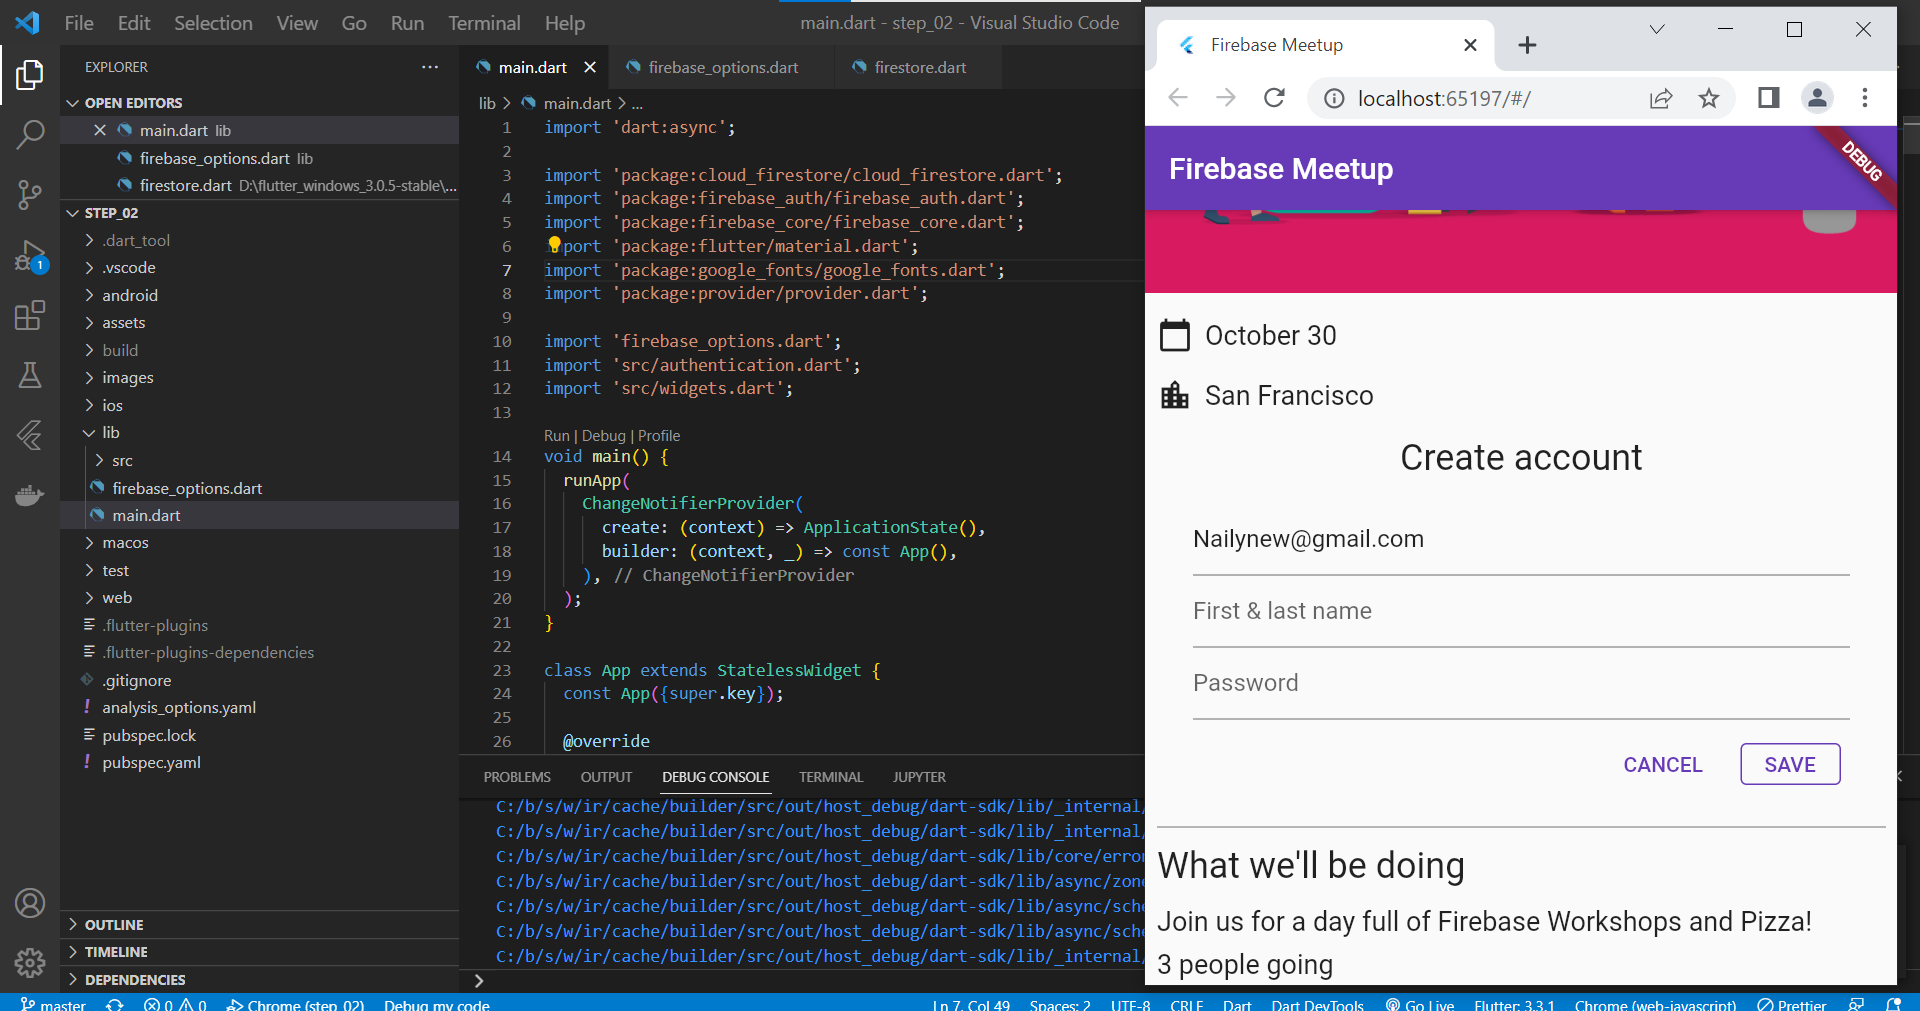 File Edit Selection View Go Run Terminal Help
main.dart - step_02 - Visual Studio Code
EXPLORER
OPEN EDITORS
main.dart lib
firebase_options.dart lib
firestore.dart D:\flutter_windows_3.0.5-stable\...
STEP_02
.dart_tool
.vscode
android
assets
build
images
ios
lib
src
firebase_options.dart
main.dart
macos
test
web
.flutter-plugins
.flutter-plugins-dependencies
.gitignore
analysis_options.yaml
pubspec.lock
pubspec.yaml
OUTLINE
TIMELINE
DEPENDENCIES
1
main.dart firebase_options.dart firestore.dart
lib > main.dart > ...
1 import 'dart:async';
2
3 import 'package:cloud_firestore/cloud_firestore.dart';
4 import 'package:firebase_auth/firebase_auth.dart';
5 import 'package:firebase_core/firebase_core.dart';
6 port 'package:flutter/material.dart';
7 import 'package:google_fonts/google_fonts.dart';
8 import 'package:provider/provider.dart';
9
10 import 'firebase_options.dart';
11 import 'src/authentication.dart';
12 import 'src/widgets.dart';
13
Run | Debug | Profile
14 void main() {
15 runApp(
16 ChangeNotifierProvider(
17 create: (context) => ApplicationState(),
18 builder: (context, _) => const App(),
19 ), // ChangeNotifierProvider
20 );
21 }
22
23 class App extends StatelessWidget {
24 const App({super.key});
25
26 @override
PROBLEMS OUTPUT DEBUG CONSOLE TERMINAL JUPYTER
C:/b/s/w/ir/cache/builder/src/out/host_debug/dart-sdk/lib/_internal/
C:/b/s/w/ir/cache/builder/src/out/host_debug/dart-sdk/lib/_internal/
C:/b/s/w/ir/cache/builder/src/out/host_debug/dart-sdk/lib/core/erro
C:/b/s/w/ir/cache/builder/src/out/host_debug/dart-sdk/lib/async/zone
C:/b/s/w/ir/cache/builder/src/out/host_debug/dart-sdk/lib/async/sche
C:/b/s/w/ir/cache/builder/src/out/host_debug/dart-sdk/lib/async/sche
C:/b/s/w/ir/cache/builder/src/out/host_debug/dart-sdk/lib/_internal/
Firebase Meetup
localhost:65197/#/
Firebase Meetup
DEBUG
October 30
San Francisco
Create account
Nailynew@gmail.com
First & last name
Password
CANCEL SAVE
What we'll be doing
Join us for a day full of Firebase Workshops and Pizza!
3 people going
master 0 0 Chrome (step_02) Debug my code Ln 7, Col 49 Spaces: 2 UTF-8 CRLF Dart Dart DevTools Go Live Flutter: 3.3.1 Chrome (web-javascript) Prettier